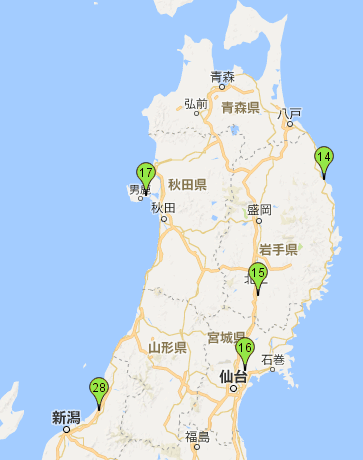 青森
弘前
青森県
八戸
14
17
男鹿
秋田県
秋田
盛岡
岩手県
15
北上
宮城県
山形県
16
石巻
仙台
28
新潟
福島